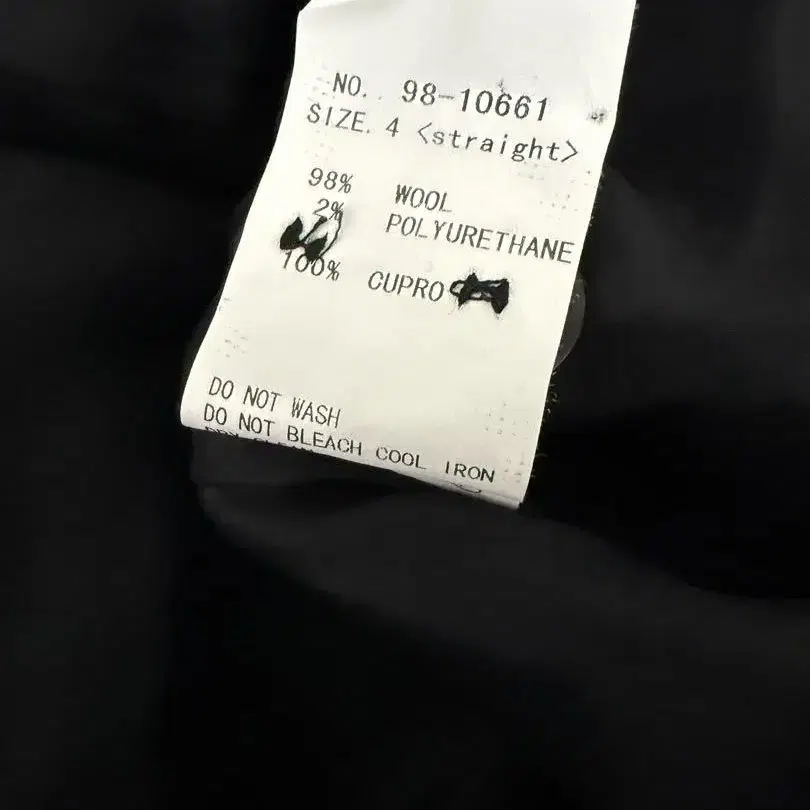 NO. 98-10661
SIZE. 4 <straight>
98% WOOL
2% POLYURETHANE
100% CUPRO
DO NOT WASH
DO NOT BLEACH COOL IRON